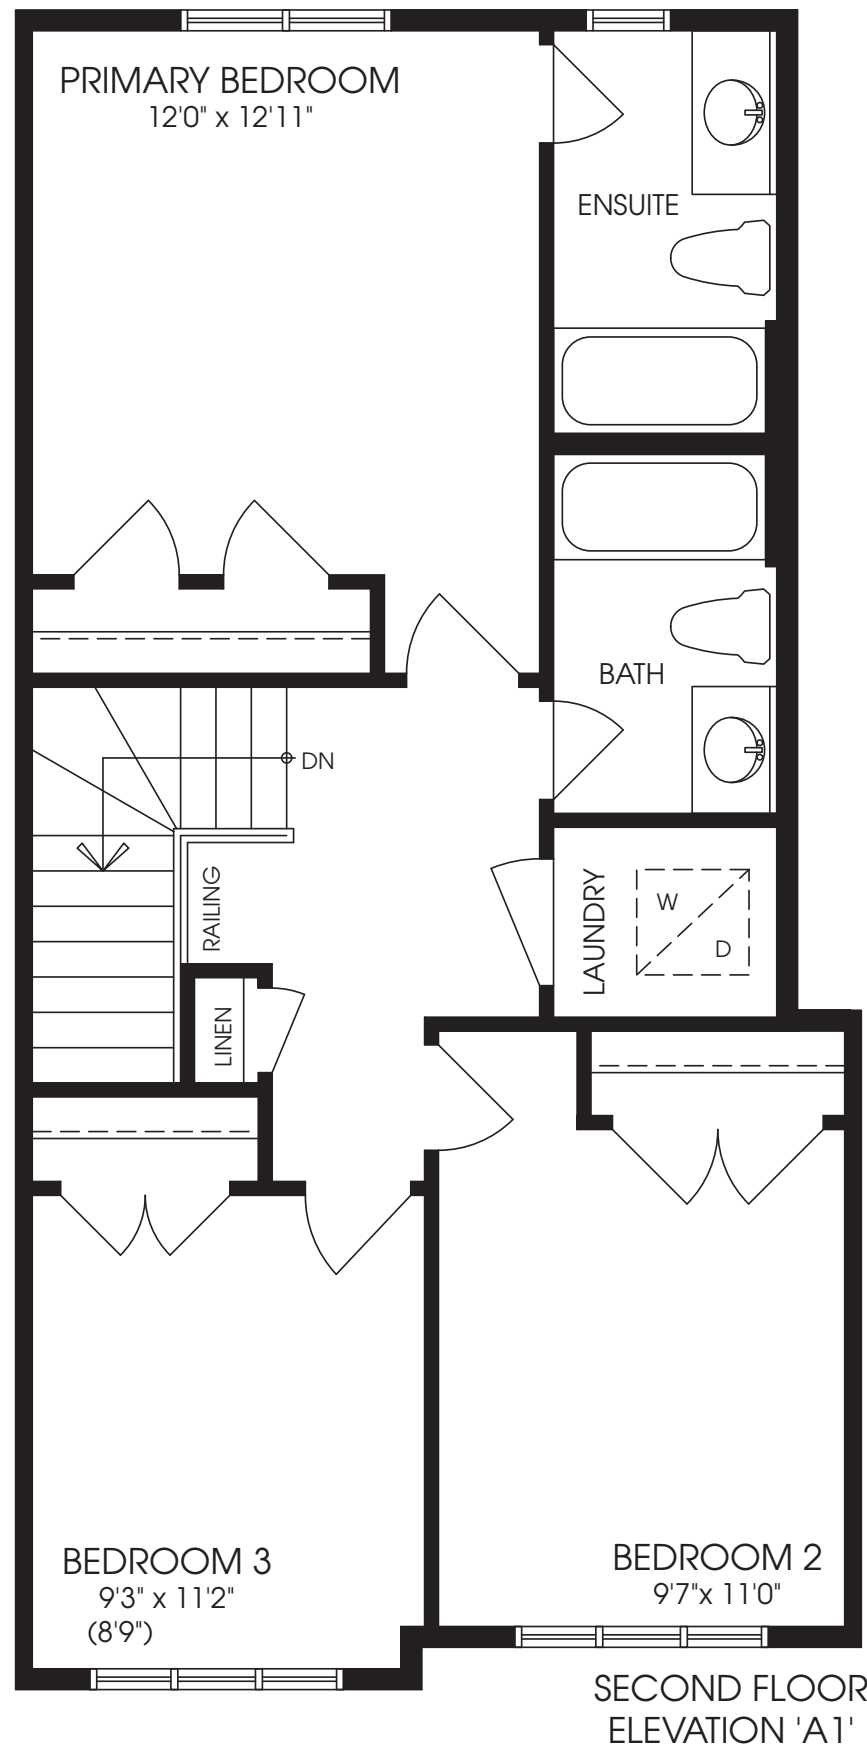 PRIMARY BEDROOM
12'0" x 12'11"
ENSUITE
BATH
DN
RAILING
LAUNDRY
W
D
LINEN
BEDROOM 3
9'3" x 11'2"
(8'9")
BEDROOM 2
9'7"x 11'0"
SECOND FLOOR
ELEVATION 'A1'